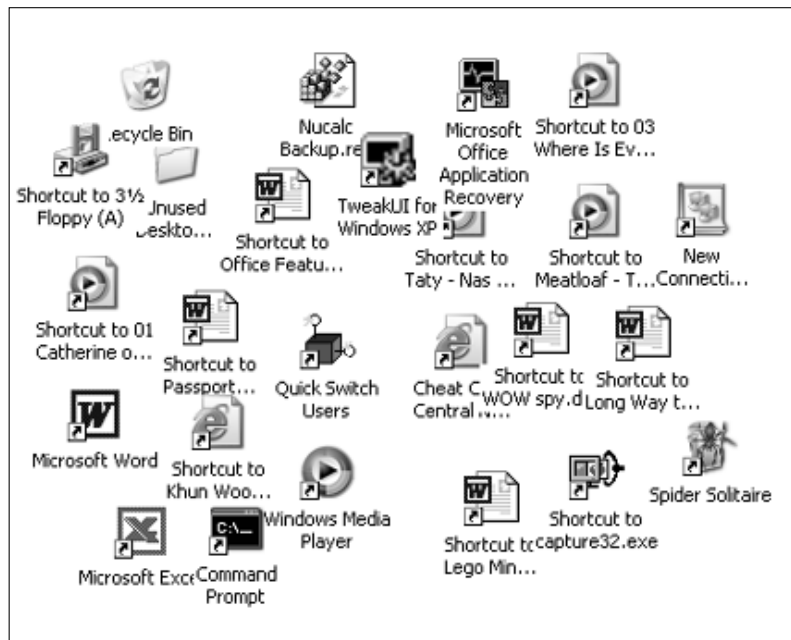 .ecycle Bin
Nucalc
Backup.re
Microsoft
Office
Application
Recovery
Shortcut to 03
Where Is Ev...
Shortcut to 3½
Floppy (A)
Jnused
Deskto...
Shortcut to
Office Featu...
TweakUI for
Windows XP
Shortcut to
Taty - Nas ...
Shortcut to
Meatloaf - T...
New
Connecti...
Shortcut to 01
Catherine o...
Shortcut to
Passport...
Quick Switch
Users
Cheat C
Central N...
Shortcut to
WOW spy.d
Shortcut to
Long Way t...
Microsoft Word
Shortcut to
Khun Woo...
Windows Media
Player
Shortcut to
Lego Min...
Shortcut to
capture32.exe
Spider Solitaire
Microsoft Exce
C:\_
Command
Prompt